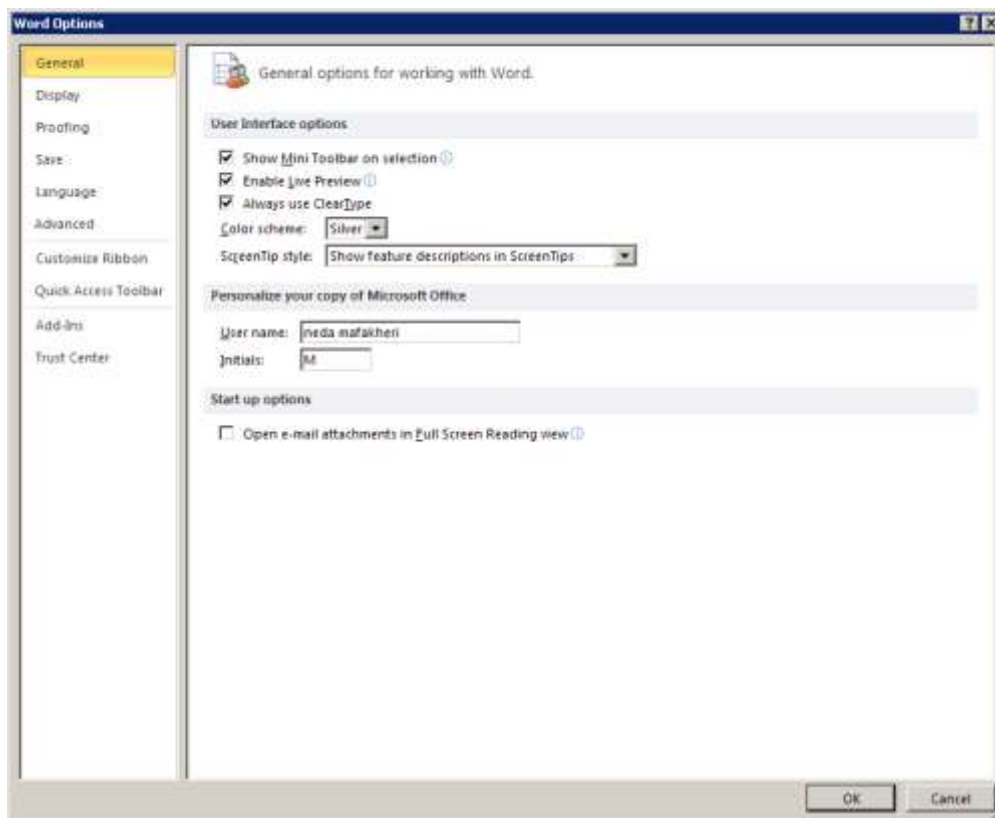 Word Options
General
Display
Proofing
Save
Language
Advanced
Customize Ribbon
Quick Access Toolbar
Add-Ins
Trust Center
General options for working with Word.
User Interface options
Show Mini Toolbar on selection
Enable Live Preview
Always use ClearType
Color scheme: Silver
ScreenTip style: Show feature descriptions in ScreenTips
Personalize your copy of Microsoft Office
User name: neda mafakheri
Initials: M
Start up options
Open e-mail attachments in Full Screen Reading view
OK Cancel